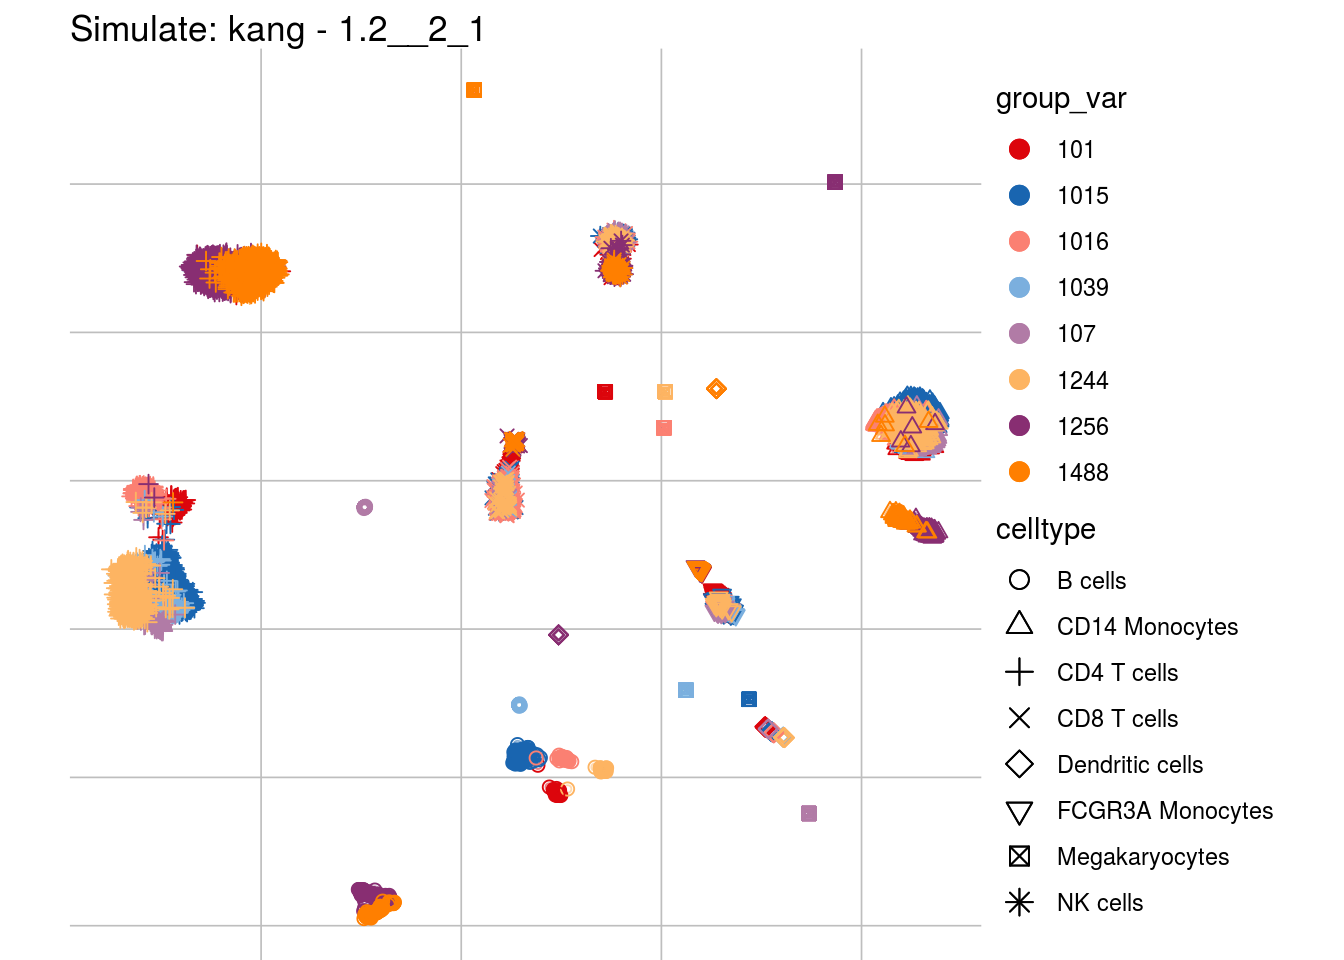 Simulate: kang - 1.2__2_1
group_var
101
1015
1016
1039
107
1244
1256
1488
celltype
B cells
CD14 Monocytes
CD4 T cells
CD8 T cells
Dendritic cells
FCGR3A Monocytes
Megakaryocytes
NK cells